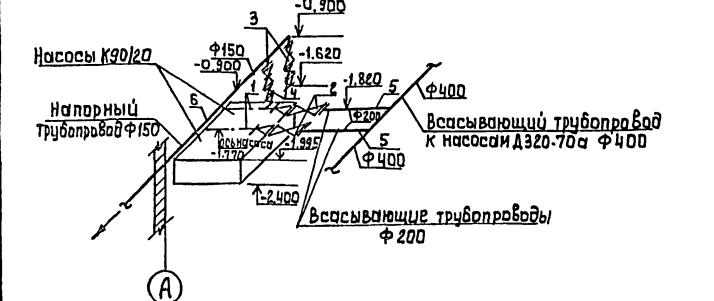 -0,900
3
Насосы К90/20
Ф150
-0,900
-1.620
1
4
2
-1,820
5
Ф400
Напорный
трубопровод Ф150
6
Ф200
Всасывающий трубопровод
к насосам Д320-70а Ф400
ось насоса
-1.770
-1.995
5
Ф400
-2,400
Всасывающие трубопроводы
Ф200
А